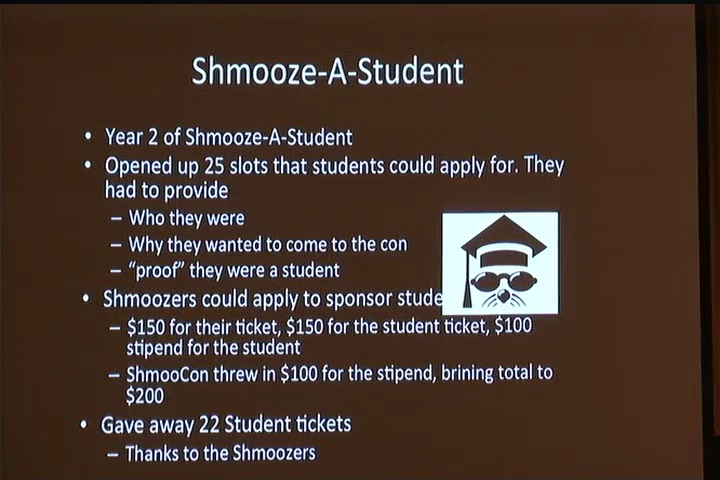 Shmooze-A-Student
• Year 2 of Shmooze-A-Student
• Opened up 25 slots that students could apply for. They
had to provide
– Who they were
– Why they wanted to come to the con
– “proof” they were a student
• Shmoozers could apply to sponsor stude
– $150 for their ticket, $150 for the student ticket, $100
stipend for the student
– ShmooCon threw in $100 for the stipend, brining total to
$200
• Gave away 22 Student tickets
– Thanks to the Shmoozers